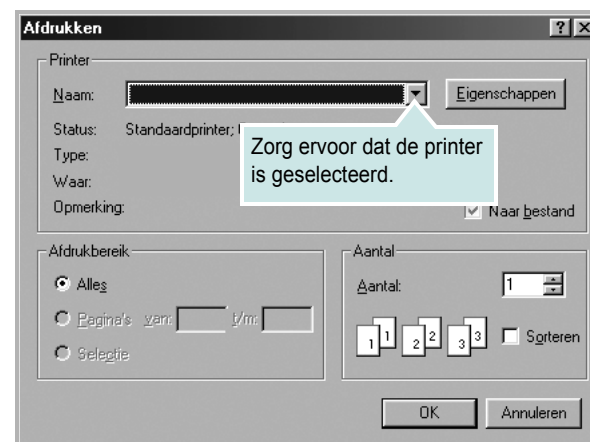 Afdrukken
Printer
Naam:
Eigenschappen
Status: Standaardprinter;
Type:
Waar:
Opmerking:
Zorg ervoor dat de printer
is geselecteerd.
Naar bestand
Afdrukbereik
Alles
Pagina's van: t/m:
Selectie
Aantal
Aantal: 1
1 1 2 2 3 3
Sorteren
OK Annuleren